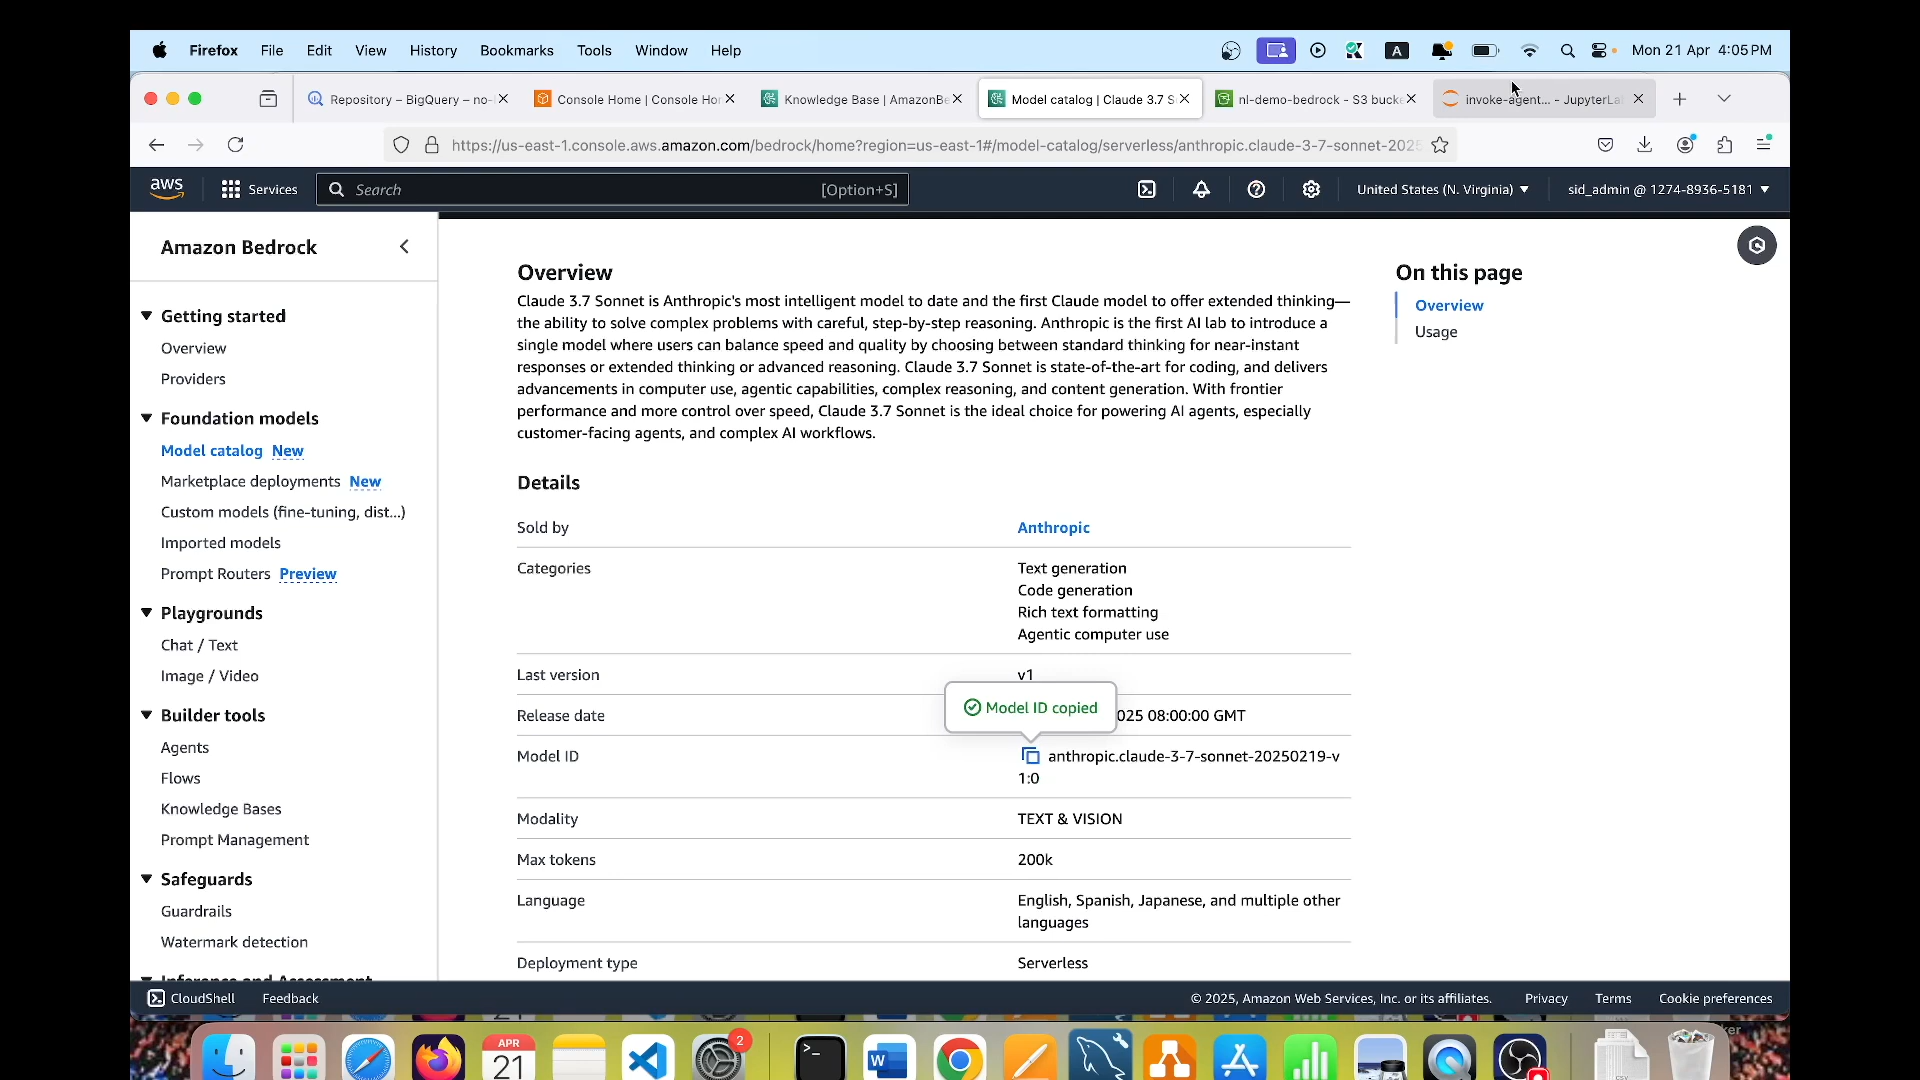 Firefox File Edit View History Bookmarks Tools Window Help A Mon 21 Apr 4:05 PM
Repository – BigQuery – no- Console Home | Console Ho Knowledge Base | AmazonBe Model catalog | Claude 3.7 S nl-demo-bedrock - S3 bucke invoke-agent... - JupyterLa
https://us-east-1.console.aws.amazon.com/bedrock/home?region=us-east-1#/model-catalog/serverless/anthropic.claude-3-7-sonnet-2025
aws Services Search [Option+S] United States (N. Virginia) sid_admin @ 1274-8936-5181
Amazon Bedrock
Getting started
Overview
Providers
Foundation models
Model catalog New
Marketplace deployments New
Custom models (fine-tuning, dist...)
Imported models
Prompt Routers Preview
Playgrounds
Chat / Text
Image / Video
Builder tools
Agents
Flows
Knowledge Bases
Prompt Management
Safeguards
Guardrails
Watermark detection
Inference and Assessment
Overview
Claude 3.7 Sonnet is Anthropic's most intelligent model to date and the first Claude model to offer extended thinking—
the ability to solve complex problems with careful, step-by-step reasoning. Anthropic is the first AI lab to introduce a
single model where users can balance speed and quality by choosing between standard thinking for near-instant
responses or extended thinking or advanced reasoning. Claude 3.7 Sonnet is state-of-the-art for coding, and delivers
advancements in computer use, agentic capabilities, complex reasoning, and content generation. With frontier
performance and more control over speed, Claude 3.7 Sonnet is the ideal choice for powering AI agents, especially
customer-facing agents, and complex AI workflows.
Details
Sold by Anthropic
Categories Text generation
Code generation
Rich text formatting
Agentic computer use
Last version v1
Model ID copied
Release date 025 08:00:00 GMT
Model ID anthropic.claude-3-7-sonnet-20250219-v
1:0
Modality TEXT & VISION
Max tokens 200k
Language English, Spanish, Japanese, and multiple other
languages
Deployment type Serverless
On this page
Overview
Usage
CloudShell Feedback © 2025, Amazon Web Services, Inc. or its affiliates. Privacy Terms Cookie preferences
APR
21
2
W